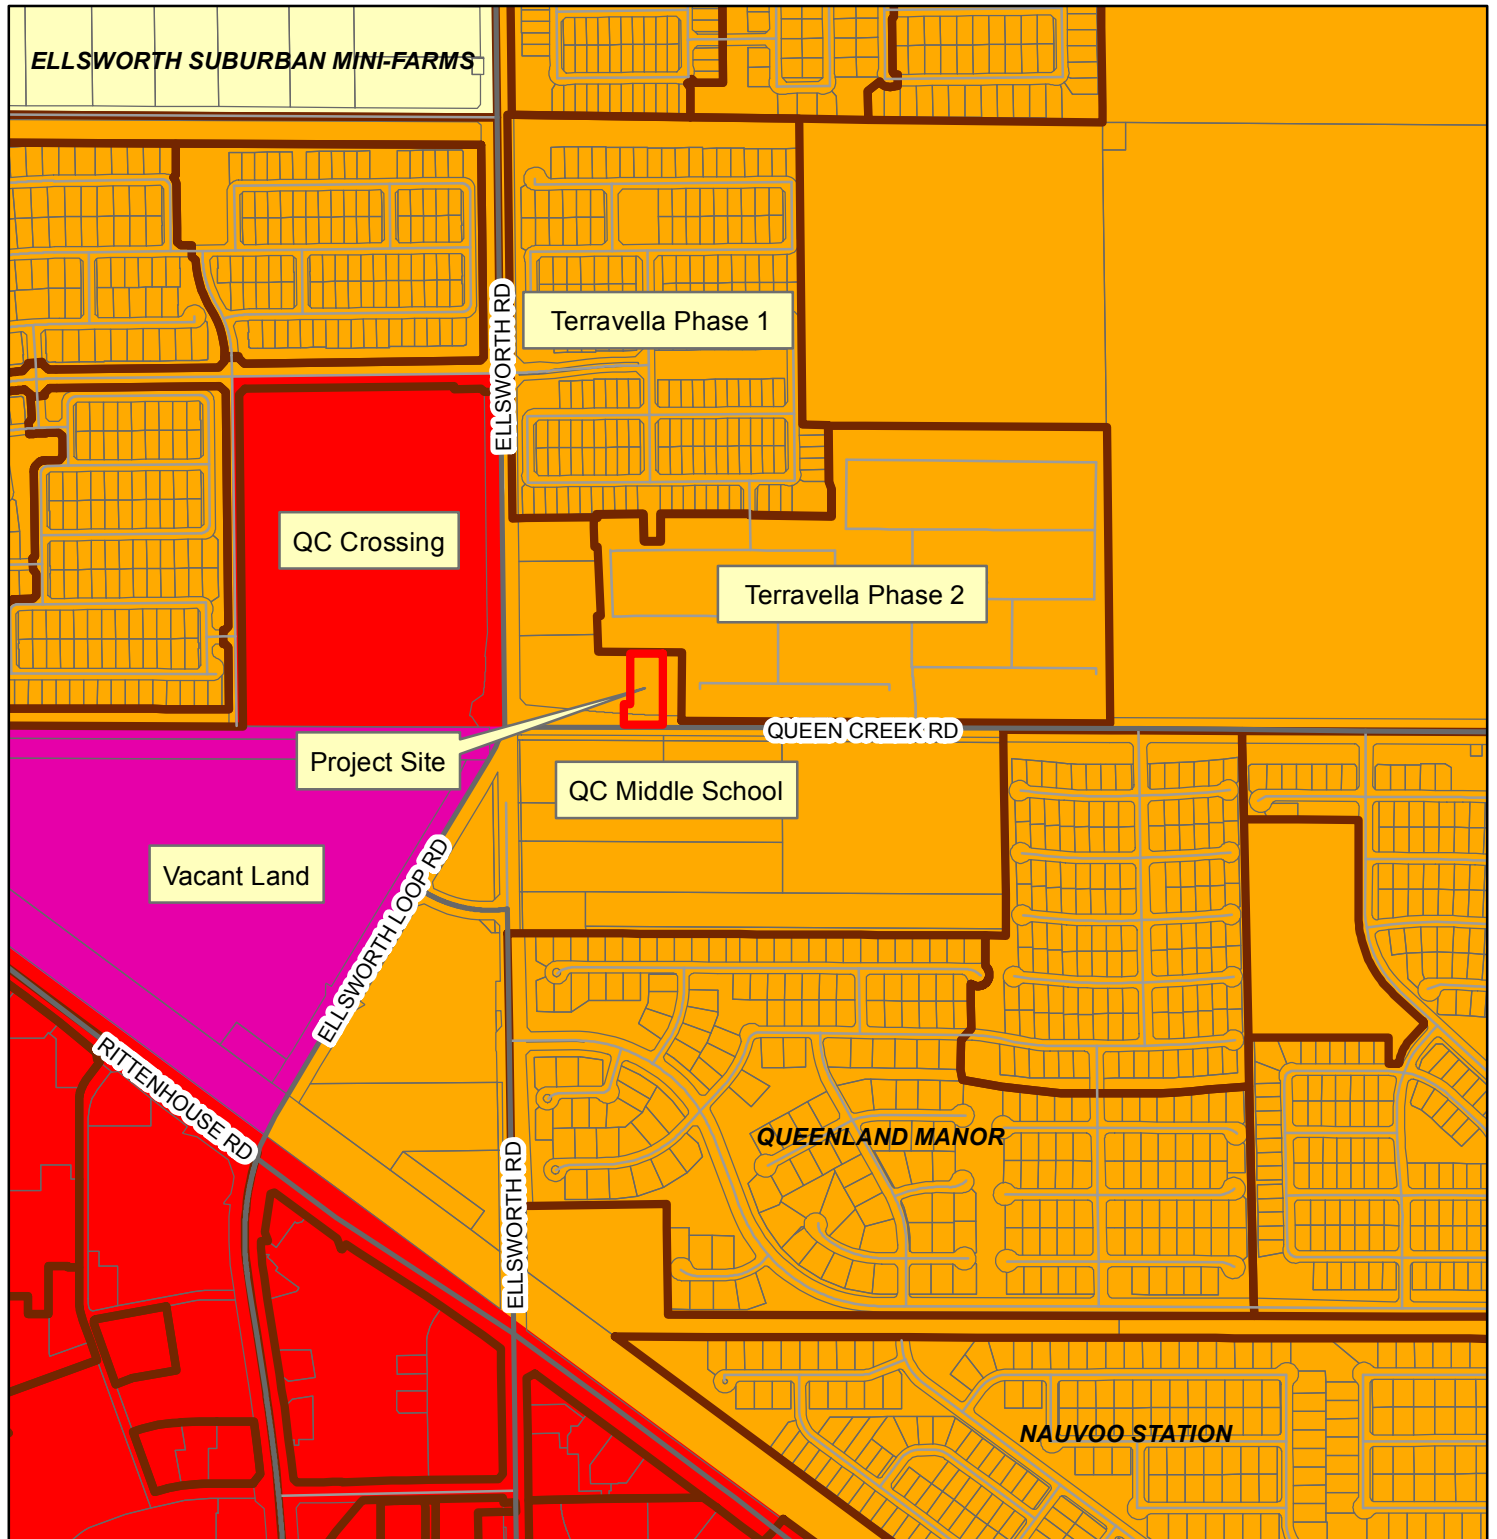 ELLSWORTH SUBURBAN MINI-FARMS
ELLSWORTH RD
Terravella Phase 1
QC Crossing
Terravella Phase 2
QUEEN CREEK RD
Project Site
QC Middle School
Vacant Land
ELLSWORTH LOOP RD
RITTENHOUSE RD
QUEENLAND MANOR
ELLSWORTH RD
NAUVOO STATION